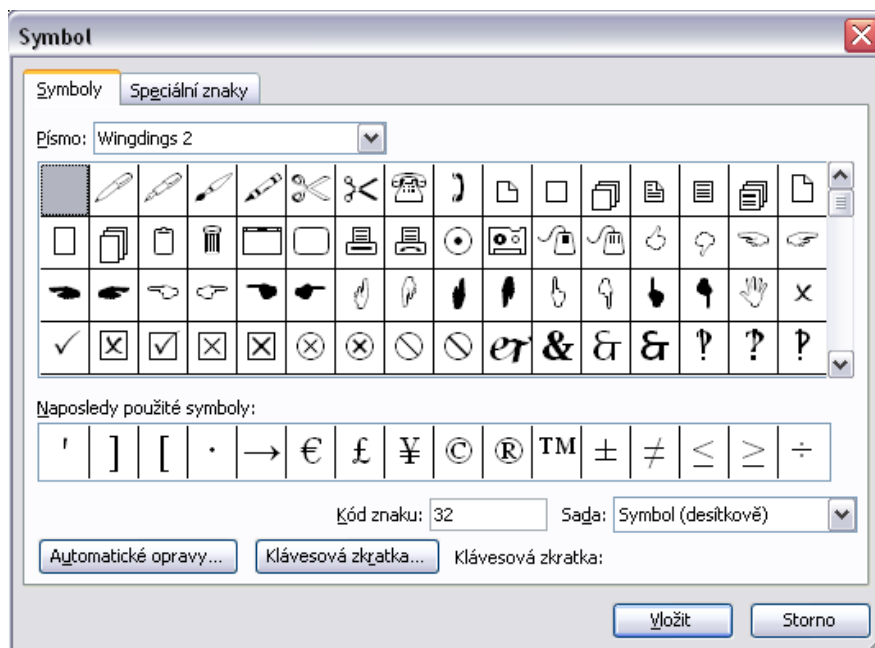 Symbol
Symboly Speciální znaky
Písmo: Wingdings 2
Naposledy použité symboly:
' ] [ · → € £ ¥ © ® ™ ± ≠ ≤ ≥ ÷
Kód znaku: 32 Sada: Symbol (desítkově)
Automatické opravy... Klávesová zkratka... Klávesová zkratka:
Vložit Storno